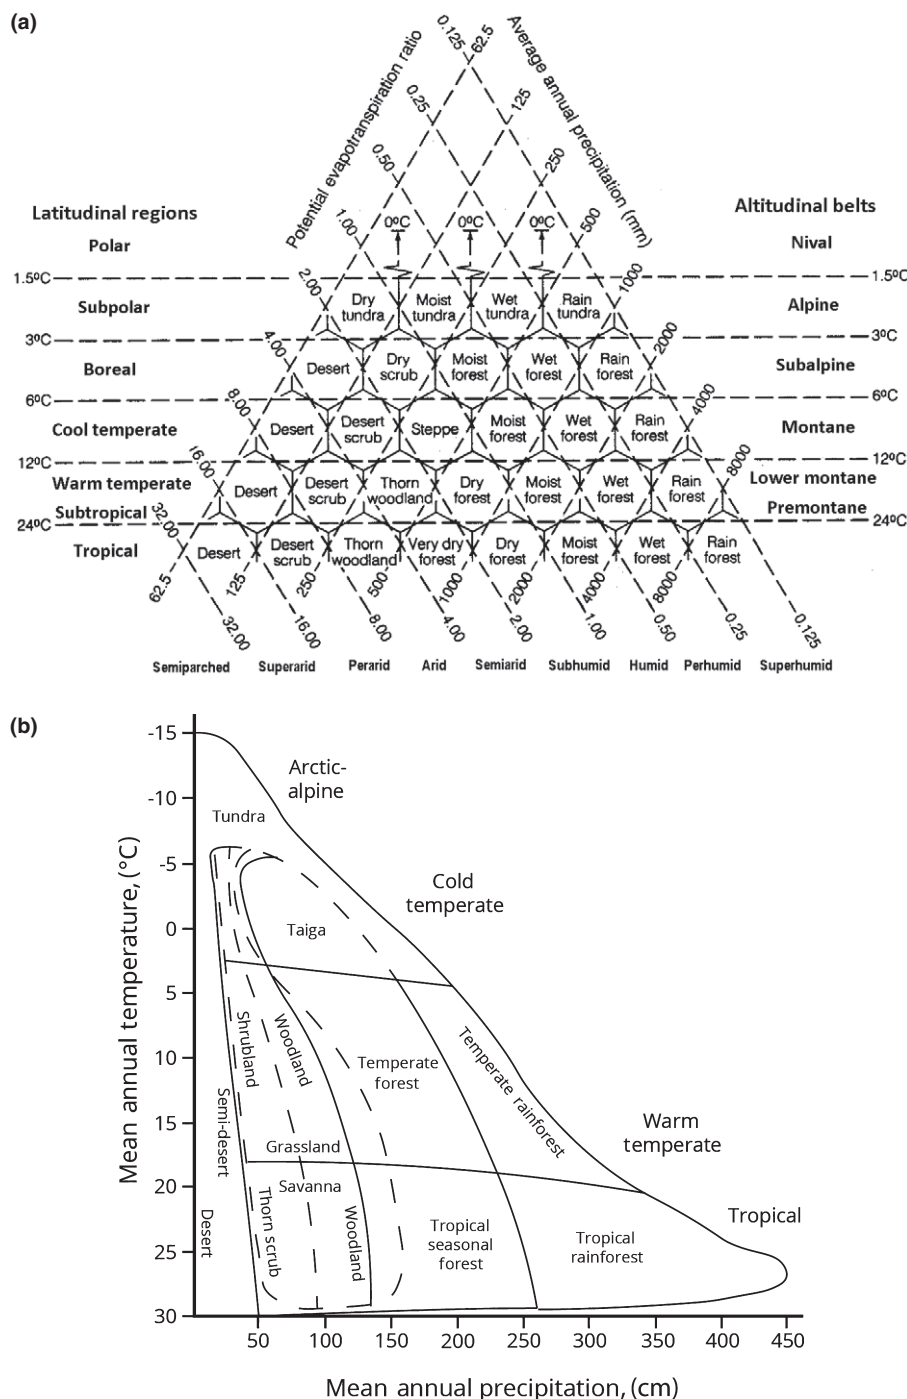 (a)
Potential evapotranspiration ratio
0.125
0.25
0.50
1.00
2.00
4.00
8.00
16.00
32.00
62.5
125
250
500
1000
2000
4000
8000
Average annual precipitation (mm)
Latitudinal regions
Altitudinal belts
0ºC 0ºC 0ºC
Polar
Nival
1.5ºC
1.5ºC
Subpolar
Dry tundra
Moist tundra
Wet tundra
Rain tundra
Alpine
3ºC
3ºC
Boreal
Desert
Dry scrub
Moist forest
Wet forest
Rain forest
Subalpine
6ºC
6ºC
Cool temperate
Desert
Desert scrub
Steppe
Moist forest
Wet forest
Rain forest
Montane
12ºC
12ºC
Warm temperate
Subtropical
Desert
Desert scrub
Thorn woodland
Dry forest
Moist forest
Wet forest
Rain forest
Lower montane
Premontane
24ºC
24ºC
Tropical
Desert
Desert scrub
Thorn woodland
Very dry forest
Dry forest
Moist forest
Wet forest
Rain forest
62.5
125
250
500
1000
2000
4000
8000
32.00
16.00
8.00
4.00
2.00
1.00
0.50
0.25
0.125
Semiparched Superarid Perarid Arid Semiarid Subhumid Humid Perhumid Superhumid
(b)
Mean annual temperature, (°C)
-15
-10
-5
0
5
10
15
20
25
30
Arctic-
alpine
Tundra
Cold
temperate
Taiga
Shrubland
Woodland
Temperate
forest
Temperate rainforest
Semi-desert
Grassland
Warm
temperate
Savanna
Desert
Thorn scrub
Woodland
Tropical
seasonal
forest
Tropical
rainforest
Tropical
50 100 150 200 250 300 350 400 450
Mean annual precipitation, (cm)